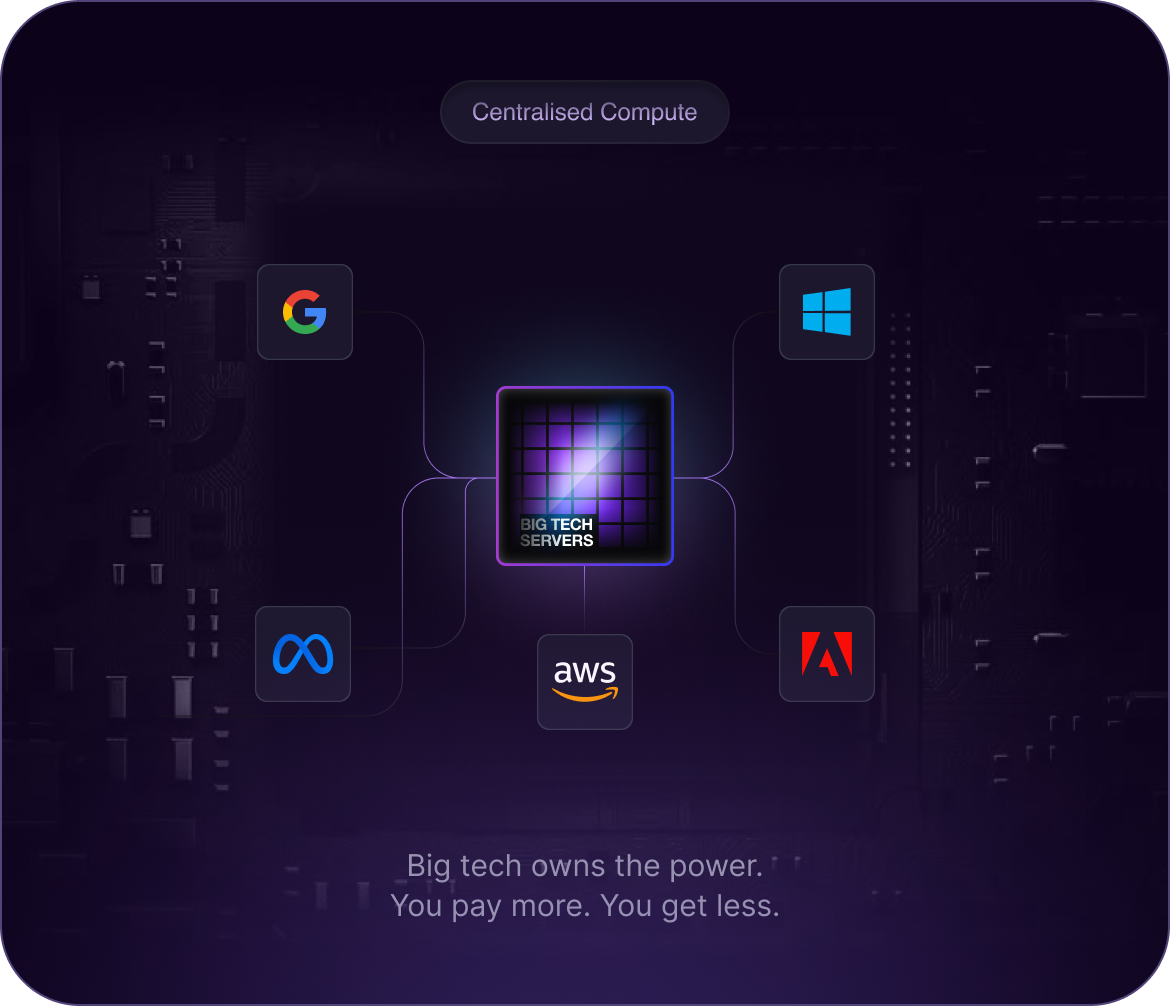 Centralised Compute
BIG TECH
SERVERS
aws
Big tech owns the power.
You pay more. You get less.